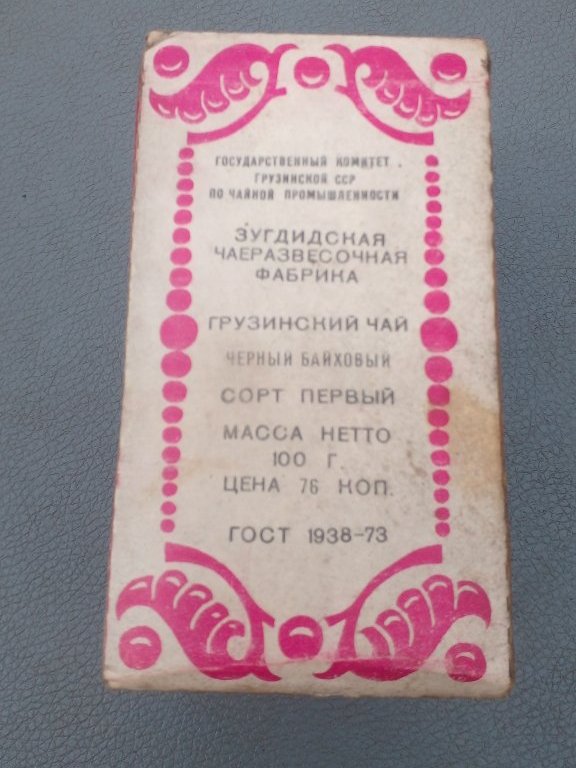 ГОСУДАРСТВЕННЫЙ КОМИТЕТ
ГРУЗИНСКОЙ ССР
ПО ЧАЙНОЙ ПРОМЫШЛЕННОСТИ
ЗУГДИДСКАЯ
ЧАЕРАЗВЕСОЧНАЯ
ФАБРИКА
ГРУЗИНСКИЙ ЧАЙ
ЧЕРНЫЙ БАЙХОВЫЙ
СОРТ ПЕРВЫЙ
МАССА НЕТТО
100 Г
ЦЕНА 76 КОП.
ГОСТ 1938-73